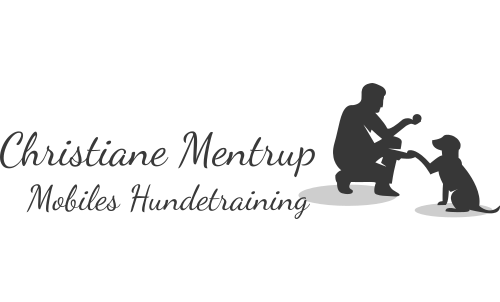 Christiane Mentrup
Mobiles Hundetraining